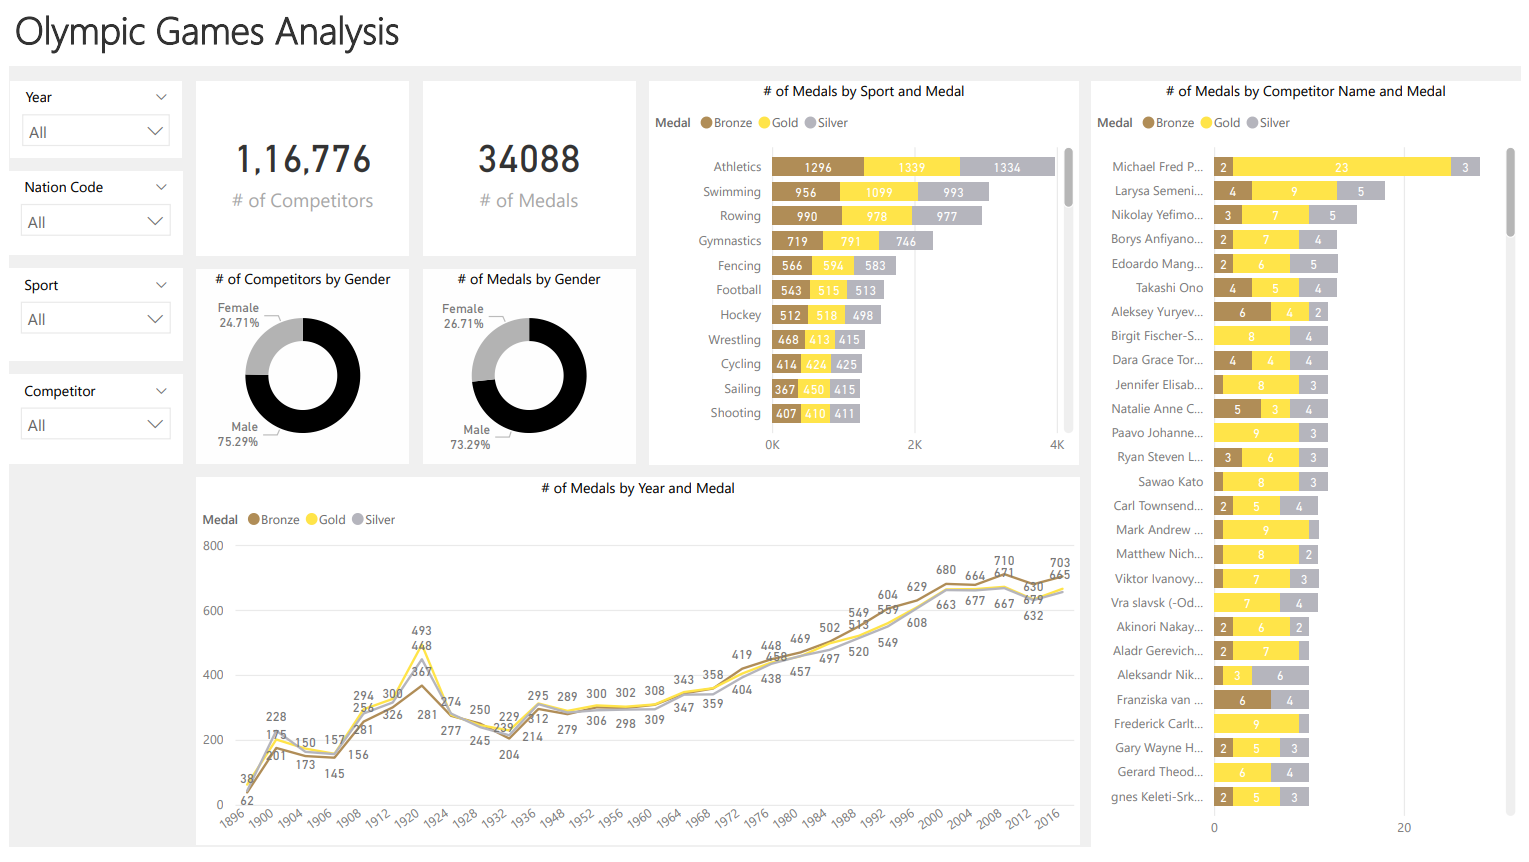 Olympic Games Analysis
Year
All
Nation Code
All
Sport
All
Competitor
All
1,16,776
# of Competitors
34088
# of Medals
# of Competitors by Gender
Female
24.71%
Male
75.29%
# of Medals by Gender
Female
26.71%
Male
73.29%
# of Medals by Sport and Medal
Medal Bronze Gold Silver
Athletics 1296 1339 1334
Swimming 956 1099 993
Rowing 990 978 977
Gymnastics 719 791 746
Fencing 566 594 583
Football 543 515 513
Hockey 512 518 498
Wrestling 468 413 415
Cycling 414 424 425
Sailing 367 450 415
Shooting 407 410 411
0K 2K 4K
# of Medals by Year and Medal
Medal Bronze Gold Silver
800
600
400
200
0
38
62
228
175
201
150
173
157
145
294
256
281
156
300
326
493
448
367
281
274
277
250
245
229
239
204
295
312
214
289
279
300
306
302
298
308
309
343
347
358
359
419
404
448
458
438
469
457
502
497
549
513
520
604
559
549
629
608
680
663
664
677
710
671
667
630
679
632
703
665
1896 1900 1904 1906 1908 1912 1920 1924 1928 1932 1936 1948 1952 1956 1960 1964 1968 1972 1976 1980 1984 1988 1992 1996 2000 2004 2008 2012 2016
# of Medals by Competitor Name and Medal
Medal Bronze Gold Silver
Michael Fred P... 2 23 3
Larysa Semeni... 4 9 5
Nikolay Yefimo... 3 7 5
Borys Anfiyano... 2 7 4
Edoardo Mang... 2 6 5
Takashi Ono 4 5 4
Aleksey Yuryev... 6 4 2
Birgit Fischer-S... 8 4
Dara Grace Tor... 4 4 4
Jennifer Elisab... 8 3
Natalie Anne C... 5 3 4
Paavo Johanne... 9 3
Ryan Steven L... 3 6 3
Sawao Kato 8 3
Carl Townsend... 2 5 4
Mark Andrew ... 9
Matthew Nich... 8 2
Viktor Ivanovy... 7 3
Vra slavsk (-Od... 7 4
Akinori Nakay... 2 6 2
Aladr Gerevich... 2 7
Aleksandr Nik... 3 6
Franziska van ... 6 4
Frederick Carlt... 9
Gary Wayne H... 2 5 3
Gerard Theod... 6 4
gnes Keleti-Srk... 2 5 3
0 20